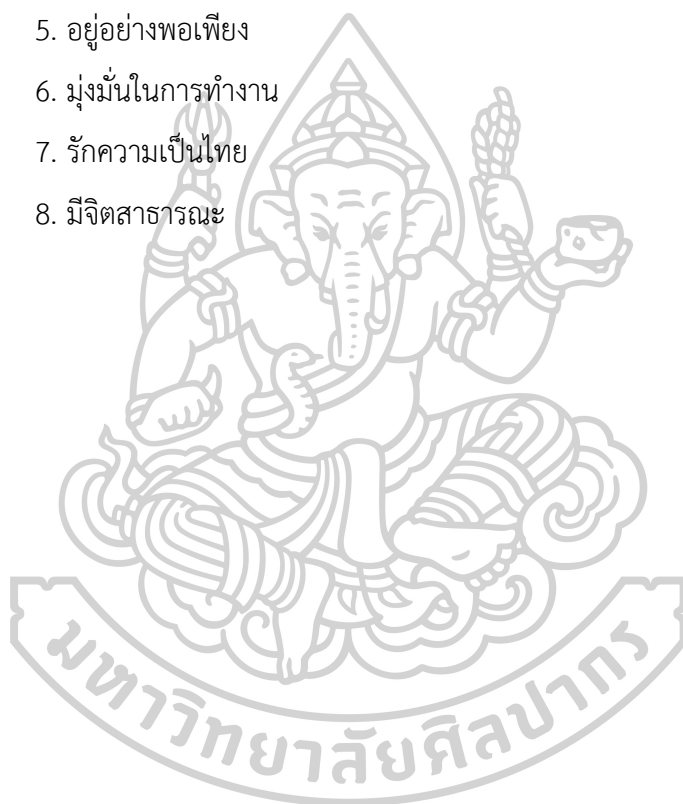 5. อยู่อย่างพอเพียง
6. มุ่งมั่นในการทำงาน
7. รักความเป็นไทย
8. มีจิตสาธารณะ
มหาวิทยาลัยศิลปากร